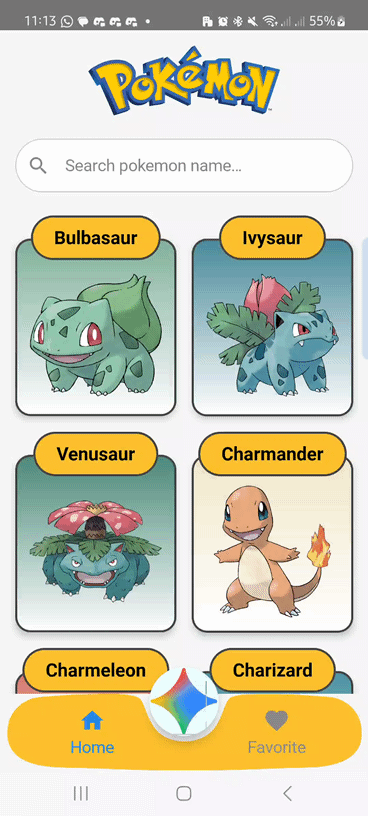 11:13 55%
POKéMON
Search pokemon name...
Bulbasaur Ivysaur
Venusaur Charmander
Charmeleon Charizard
Home Favorite